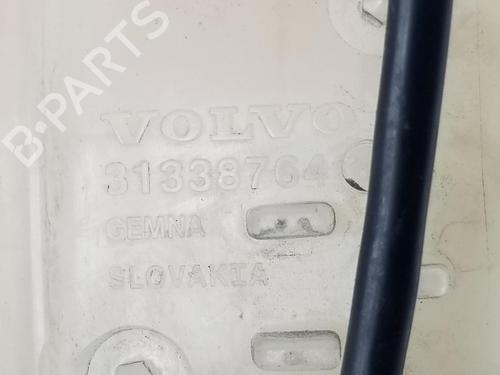 B-PARTS
VOLVO
31338764
GEMNA
SLOVAKIA